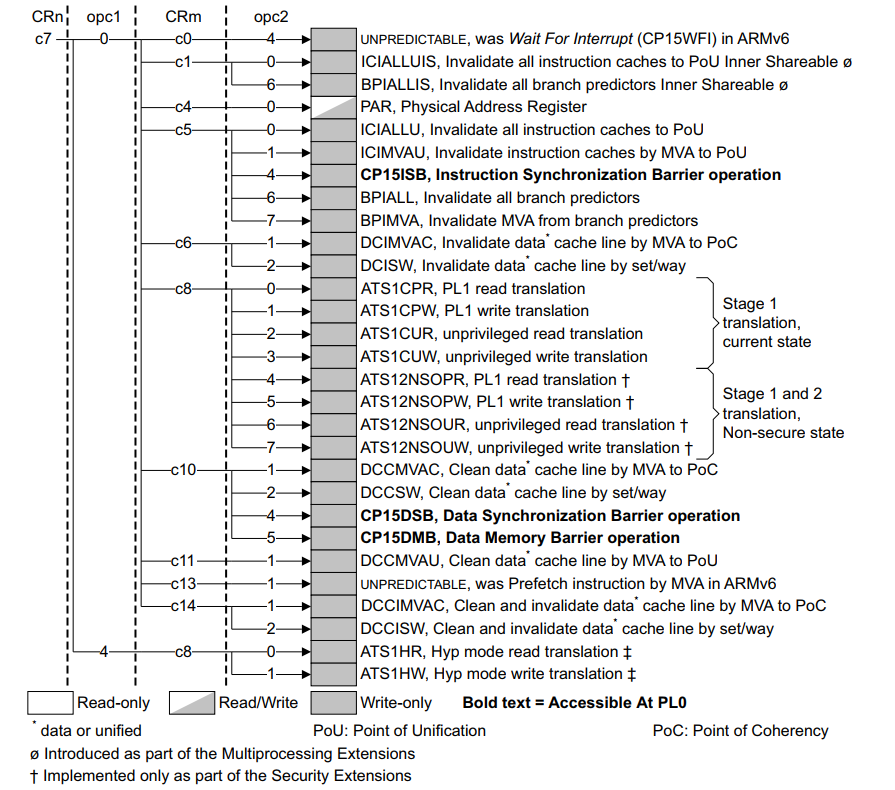 CRn opc1 CRm opc2
c7 0 c0 4 UNPREDICTABLE, was Wait For Interrupt (CP15WFI) in ARMv6
c1 0 ICIALLUIS, Invalidate all instruction caches to PoU Inner Shareable ø
6 BPIALLIS, Invalidate all branch predictors Inner Shareable ø
c4 0 PAR, Physical Address Register
c5 0 ICIALLU, Invalidate all instruction caches to PoU
1 ICIMVAU, Invalidate instruction caches by MVA to PoU
4 CP15ISB, Instruction Synchronization Barrier operation
6 BPIALL, Invalidate all branch predictors
7 BPIMVA, Invalidate MVA from branch predictors
c6 1 DCIMVAC, Invalidate data* cache line by MVA to PoC
2 DCISW, Invalidate data* cache line by set/way
c8 0 ATS1CPR, PL1 read translation
1 ATS1CPW, PL1 write translation
2 ATS1CUR, unprivileged read translation
3 ATS1CUW, unprivileged write translation
Stage 1
translation,
current state
4 ATS12NSOPR, PL1 read translation †
5 ATS12NSOPW, PL1 write translation †
6 ATS12NSOUR, unprivileged read translation †
7 ATS12NSOUW, unprivileged write translation †
Stage 1 and 2
translation,
Non-secure state
c10 1 DCCMVAC, Clean data* cache line by MVA to PoC
2 DCCSW, Clean data* cache line by set/way
4 CP15DSB, Data Synchronization Barrier operation
5 CP15DMB, Data Memory Barrier operation
c11 1 DCCMVAU, Clean data* cache line by MVA to PoU
c13 1 UNPREDICTABLE, was Prefetch instruction by MVA in ARMv6
c14 1 DCCIMVAC, Clean and invalidate data* cache line by MVA to PoC
2 DCCISW, Clean and invalidate data* cache line by set/way
4 c8 0 ATS1HR, Hyp mode read translation ‡
1 ATS1HW, Hyp mode write translation ‡
Read-only Read/Write Write-only Bold text = Accessible At PL0
* data or unified PoU: Point of Unification PoC: Point of Coherency
ø Introduced as part of the Multiprocessing Extensions
† Implemented only as part of the Security Extensions